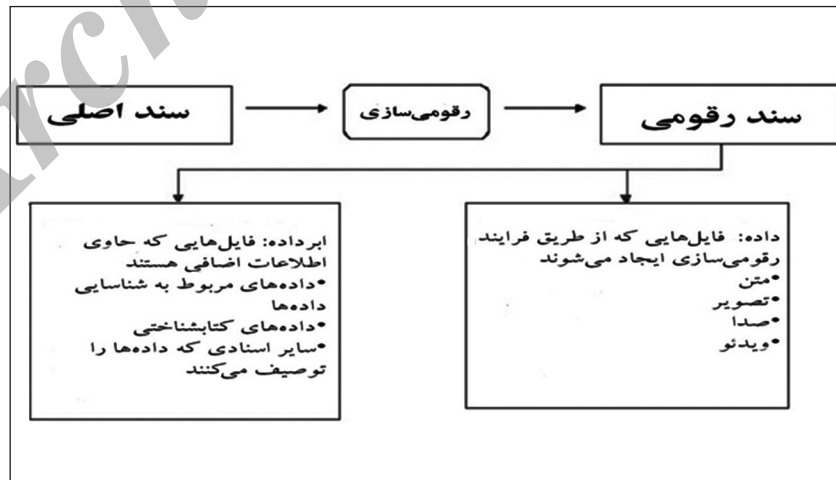 سند اصلی
رقومی‌سازی
سند رقومی
داده: فایل‌هایی که از طریق فرایند
رقومی‌سازی ایجاد می‌شوند
•متن
•تصویر
•صدا
•ویدئو
ابرداده: فایل‌هایی که حاوی
اطلاعات اضافی هستند
•داده‌های مربوط به شناسایی
داده‌ها
•داده‌های کتابشناختی
•سایر اسنادی که داده‌ها را
توصیف می‌کنند